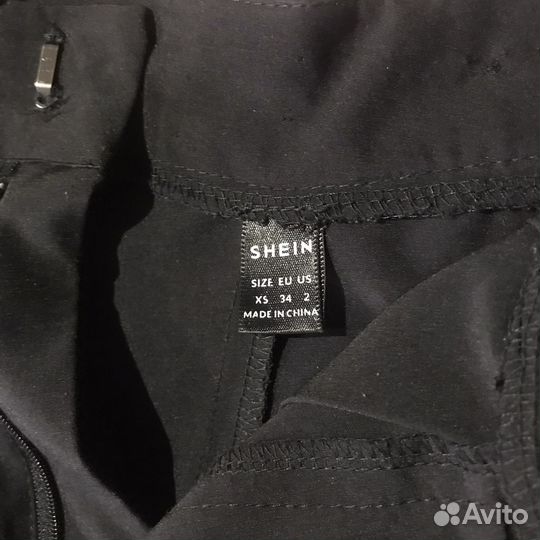 SHEIN
SIZE EU US
XS 34 2
MADE IN CHINA
Avito